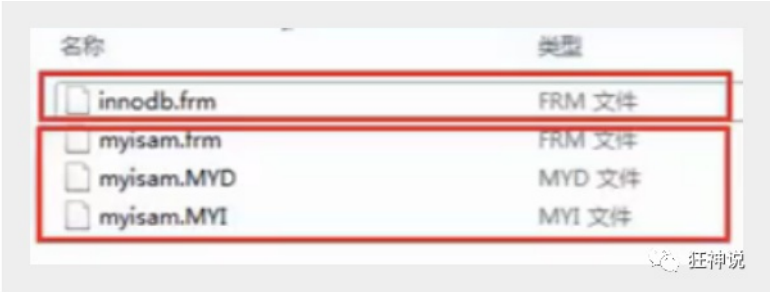 名称 类型
innodb.frm FRM 文件
myisam.frm FRM 文件
myisam.MYD MYD 文件
myisam.MYI MYI 文件
狂神说